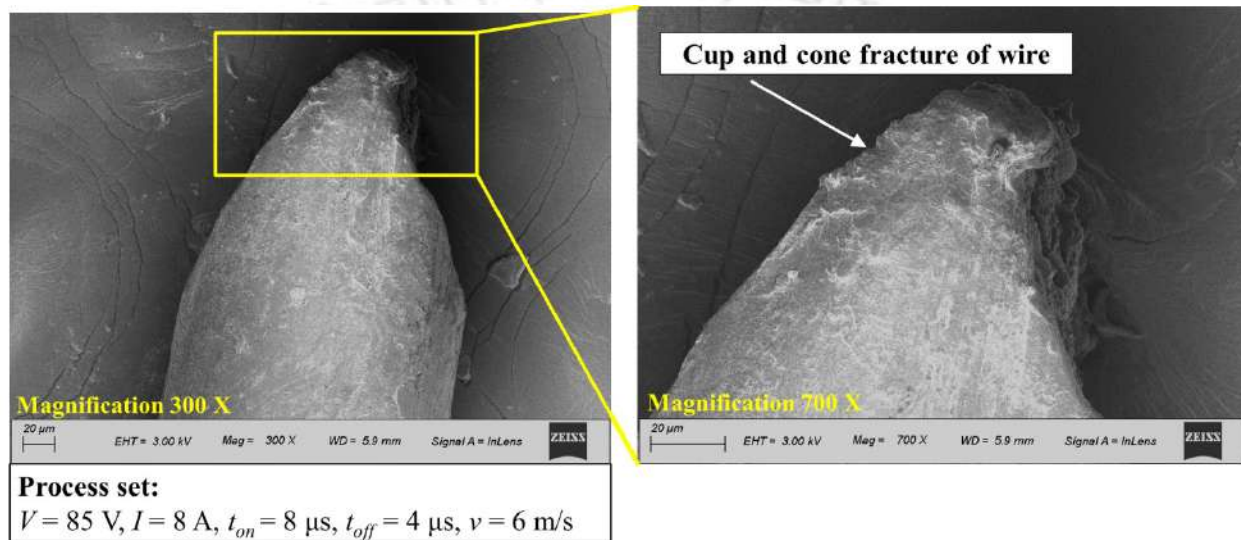 Cup and cone fracture of wire
Magnification 300 X
20 µm
EHT = 3.00 kV Mag = 300 X WD = 5.9 mm Signal A = InLens ZEISS
Magnification 700 X
20 µm
EHT = 3.00 kV Mag = 700 X WD = 5.9 mm Signal A = InLens ZEISS
Process set:
V = 85 V, I = 8 A, t_on = 8 µs, t_off = 4 µs, v = 6 m/s